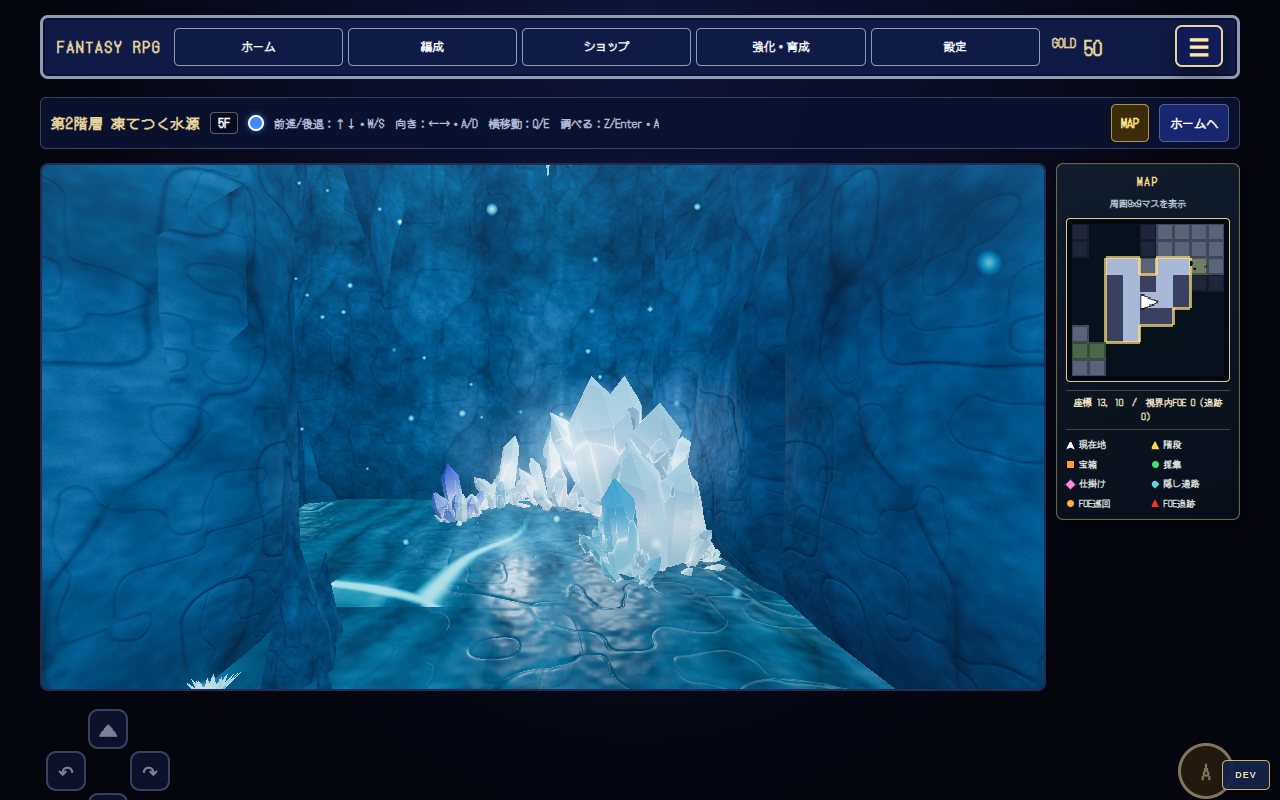 FANTASY RPG
ホーム
編成
ショップ
強化・育成
設定
GOLD 50
第2階層 凍てつく水源
5F
前進/後退：↑↓・W/S 向き：←→・A/D 横移動：Q/E 調べる：Z/Enter・A
MAP
ホームへ
MAP
周囲9x9マスを表示
座標 13, 10 / 視界内FOE 0（追跡
0）
現在地
階段
宝箱
採集
仕掛け
隠し通路
FOE巡回
FOE追跡
A
DEV